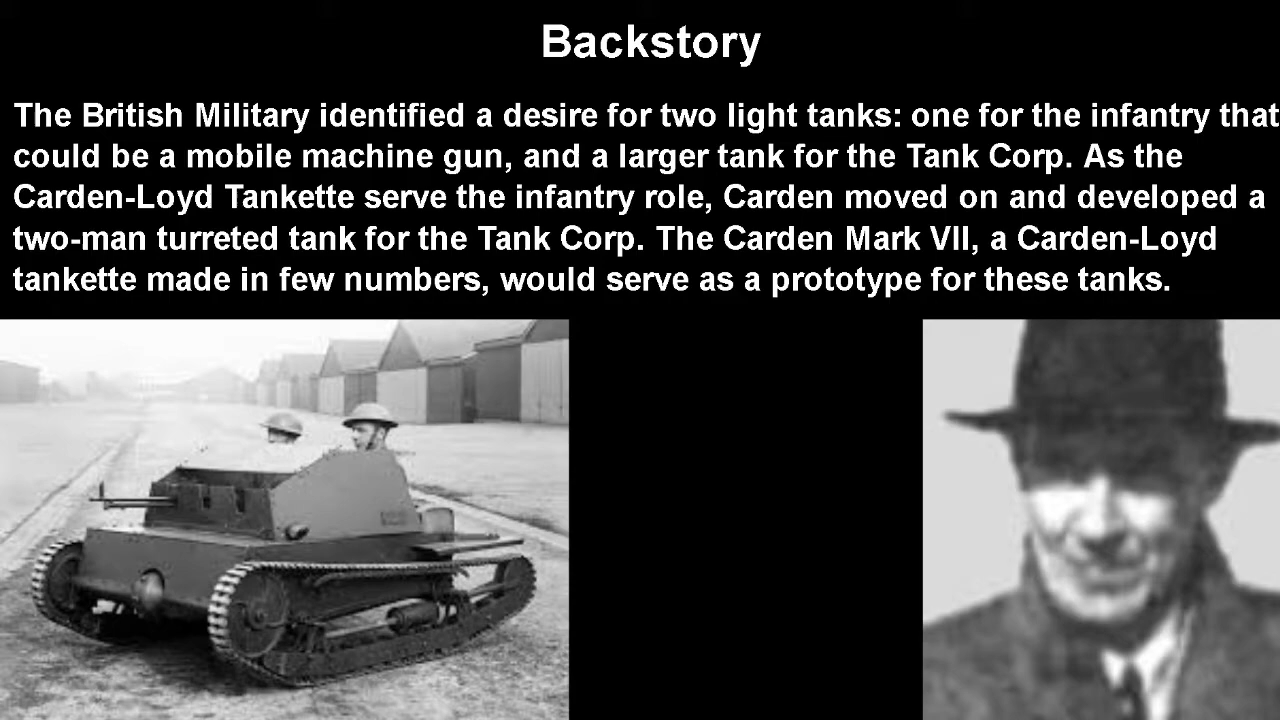 Backstory
The British Military identified a desire for two light tanks: one for the infantry that
could be a mobile machine gun, and a larger tank for the Tank Corp. As the
Carden-Loyd Tankette serve the infantry role, Carden moved on and developed a
two-man turreted tank for the Tank Corp. The Carden Mark VII, a Carden-Loyd
tankette made in few numbers, would serve as a prototype for these tanks.